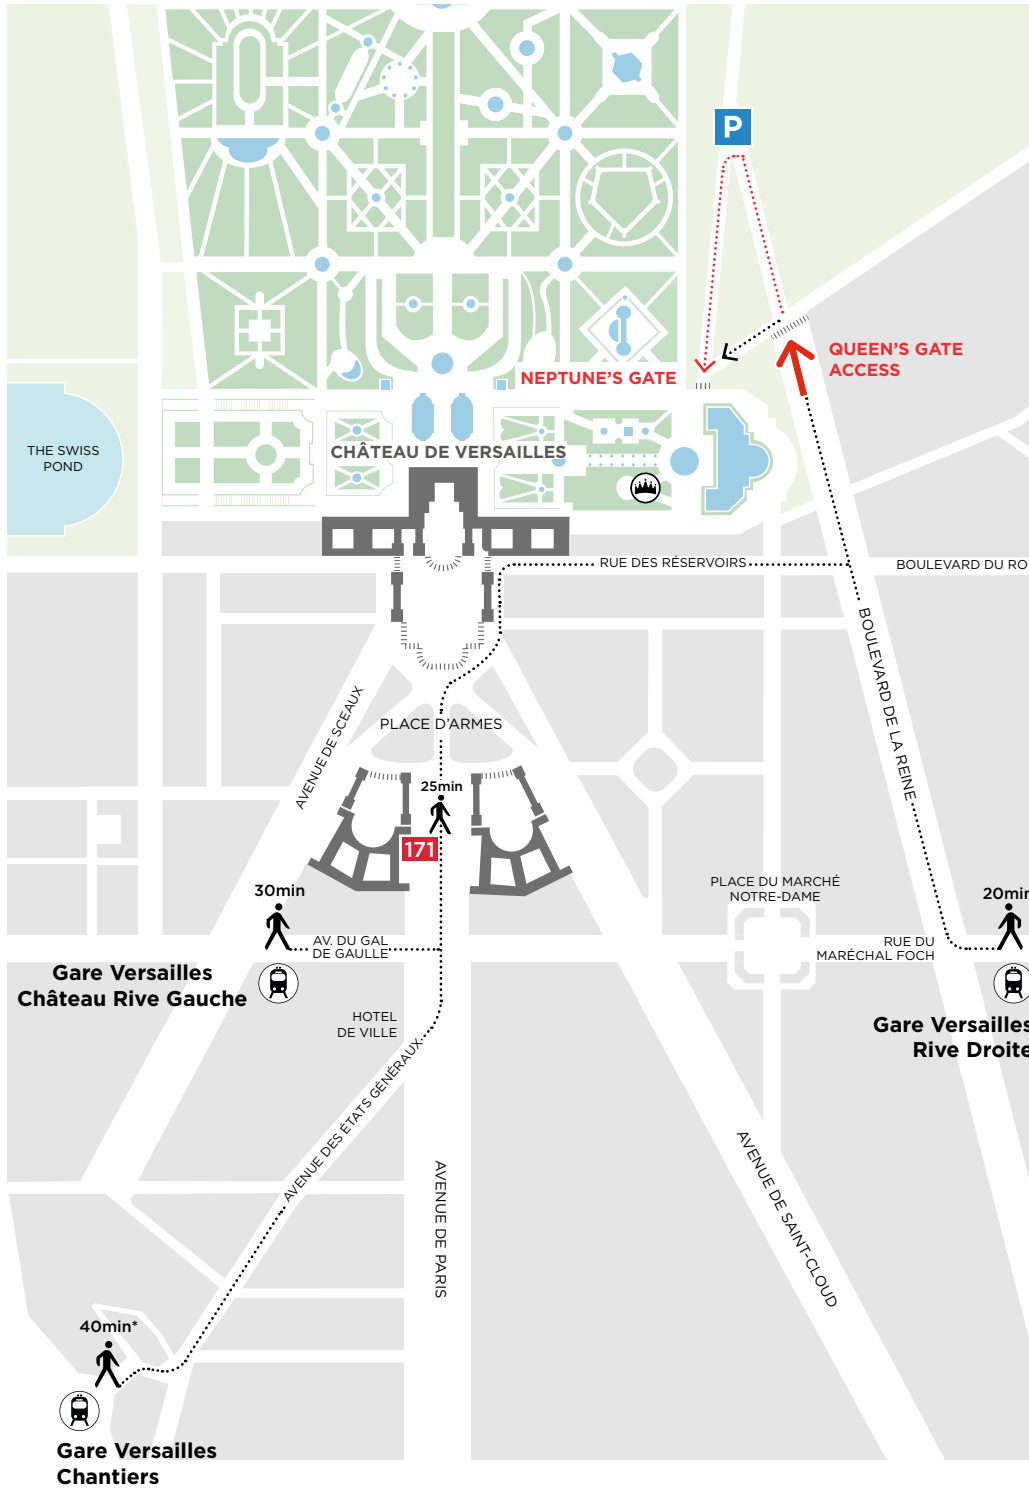 P
QUEEN'S GATE
ACCESS
NEPTUNE'S GATE
THE SWISS
POND
CHÂTEAU DE VERSAILLES
RUE DES RÉSERVOIRS
BOULEVARD DU RO
BOULEVARD DE LA REINE
AVENUE DE SCEAUX
PLACE D'ARMES
25min
171
30min
AV. DU GAL
DE GAULLE
Gare Versailles
Château Rive Gauche
PLACE DU MARCHÉ
NOTRE-DAME
20min
RUE DU
MARÉCHAL FOCH
Gare Versailles
Rive Droite
HOTEL
DE VILLE
AVENUE DES ÉTATS GÉNÉRAUX
AVENUE DE PARIS
AVENUE DE SAINT-CLOUD
40min*
Gare Versailles
Chantiers